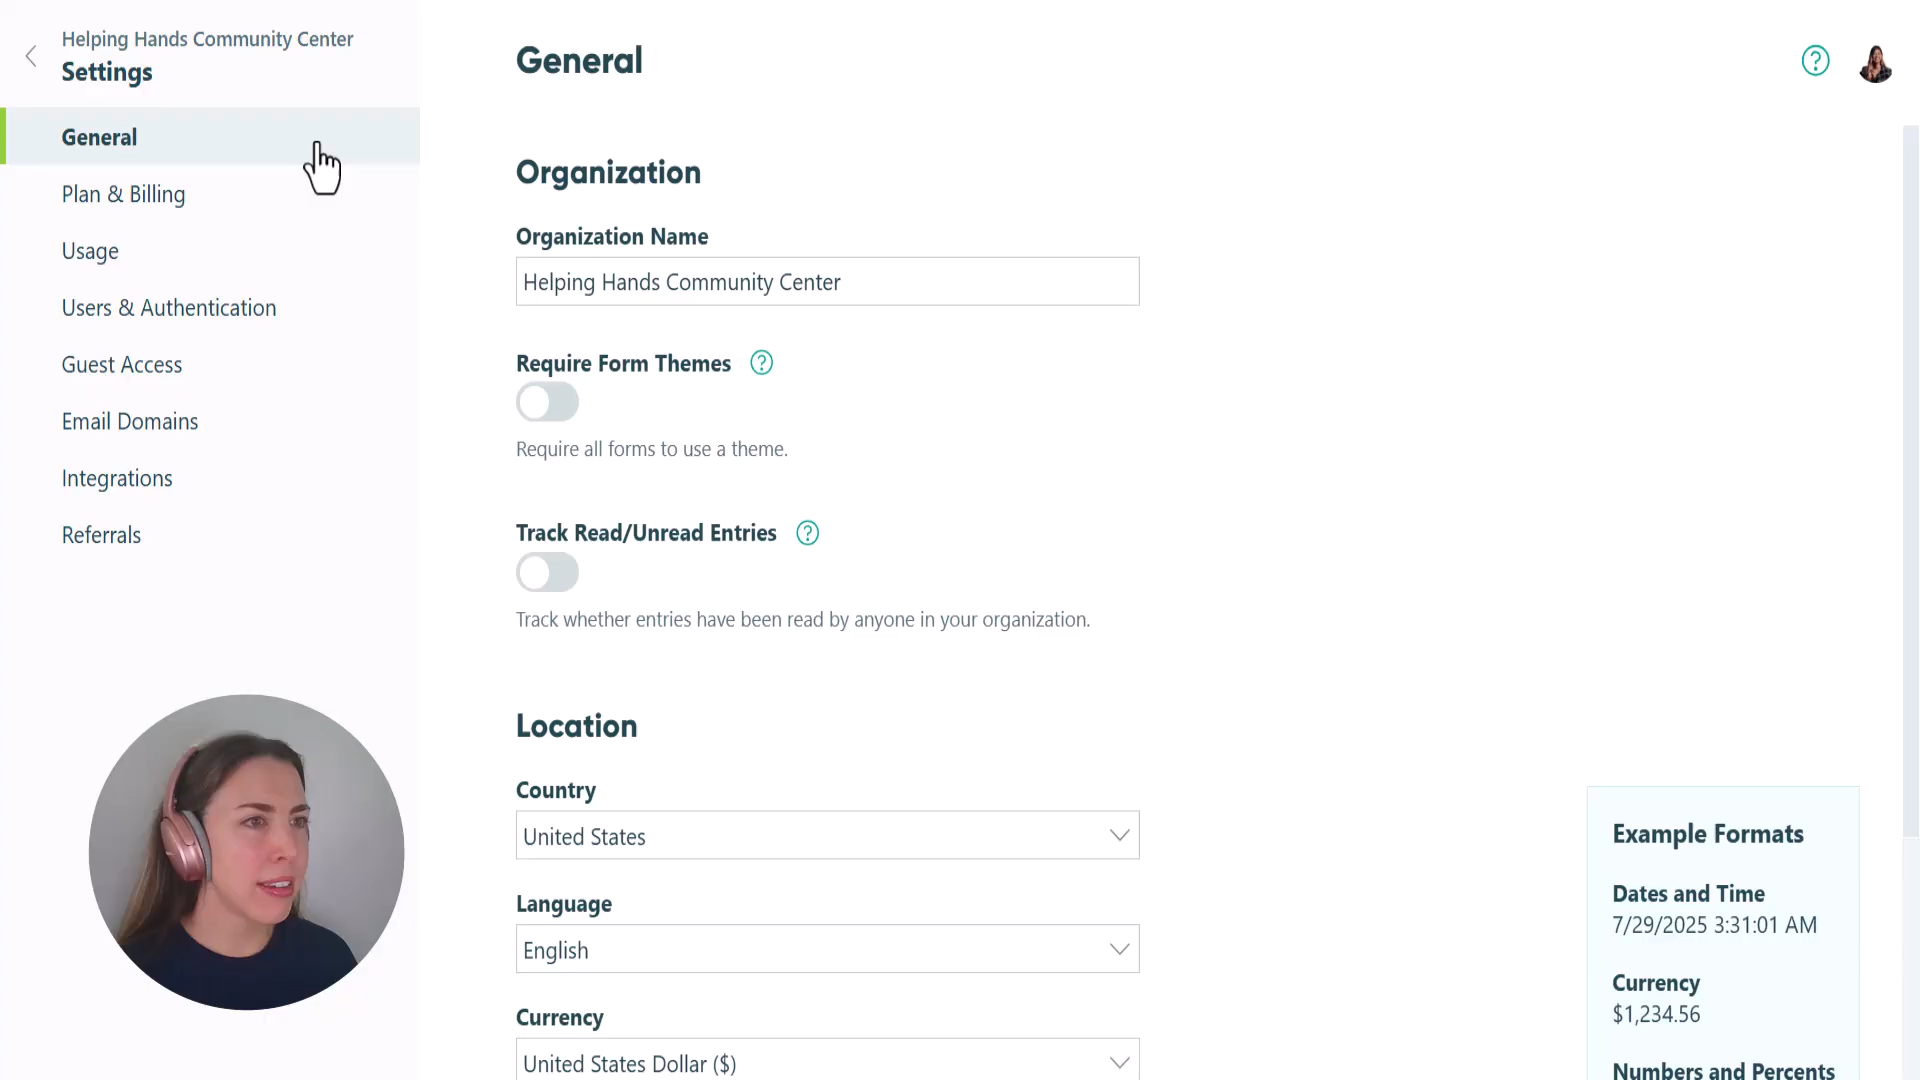 Helping Hands Community Center
Settings
General
Plan & Billing
Usage
Users & Authentication
Guest Access
Email Domains
Integrations
Referrals
General
?
Organization
Organization Name
Helping Hands Community Center
Require Form Themes ?
Require all forms to use a theme.
Track Read/Unread Entries ?
Track whether entries have been read by anyone in your organization.
Location
Country
United States
Language
English
Currency
United States Dollar ($)
Example Formats
Dates and Time
7/29/2025 3:31:01 AM
Currency
$1,234.56
Numbers and Percents